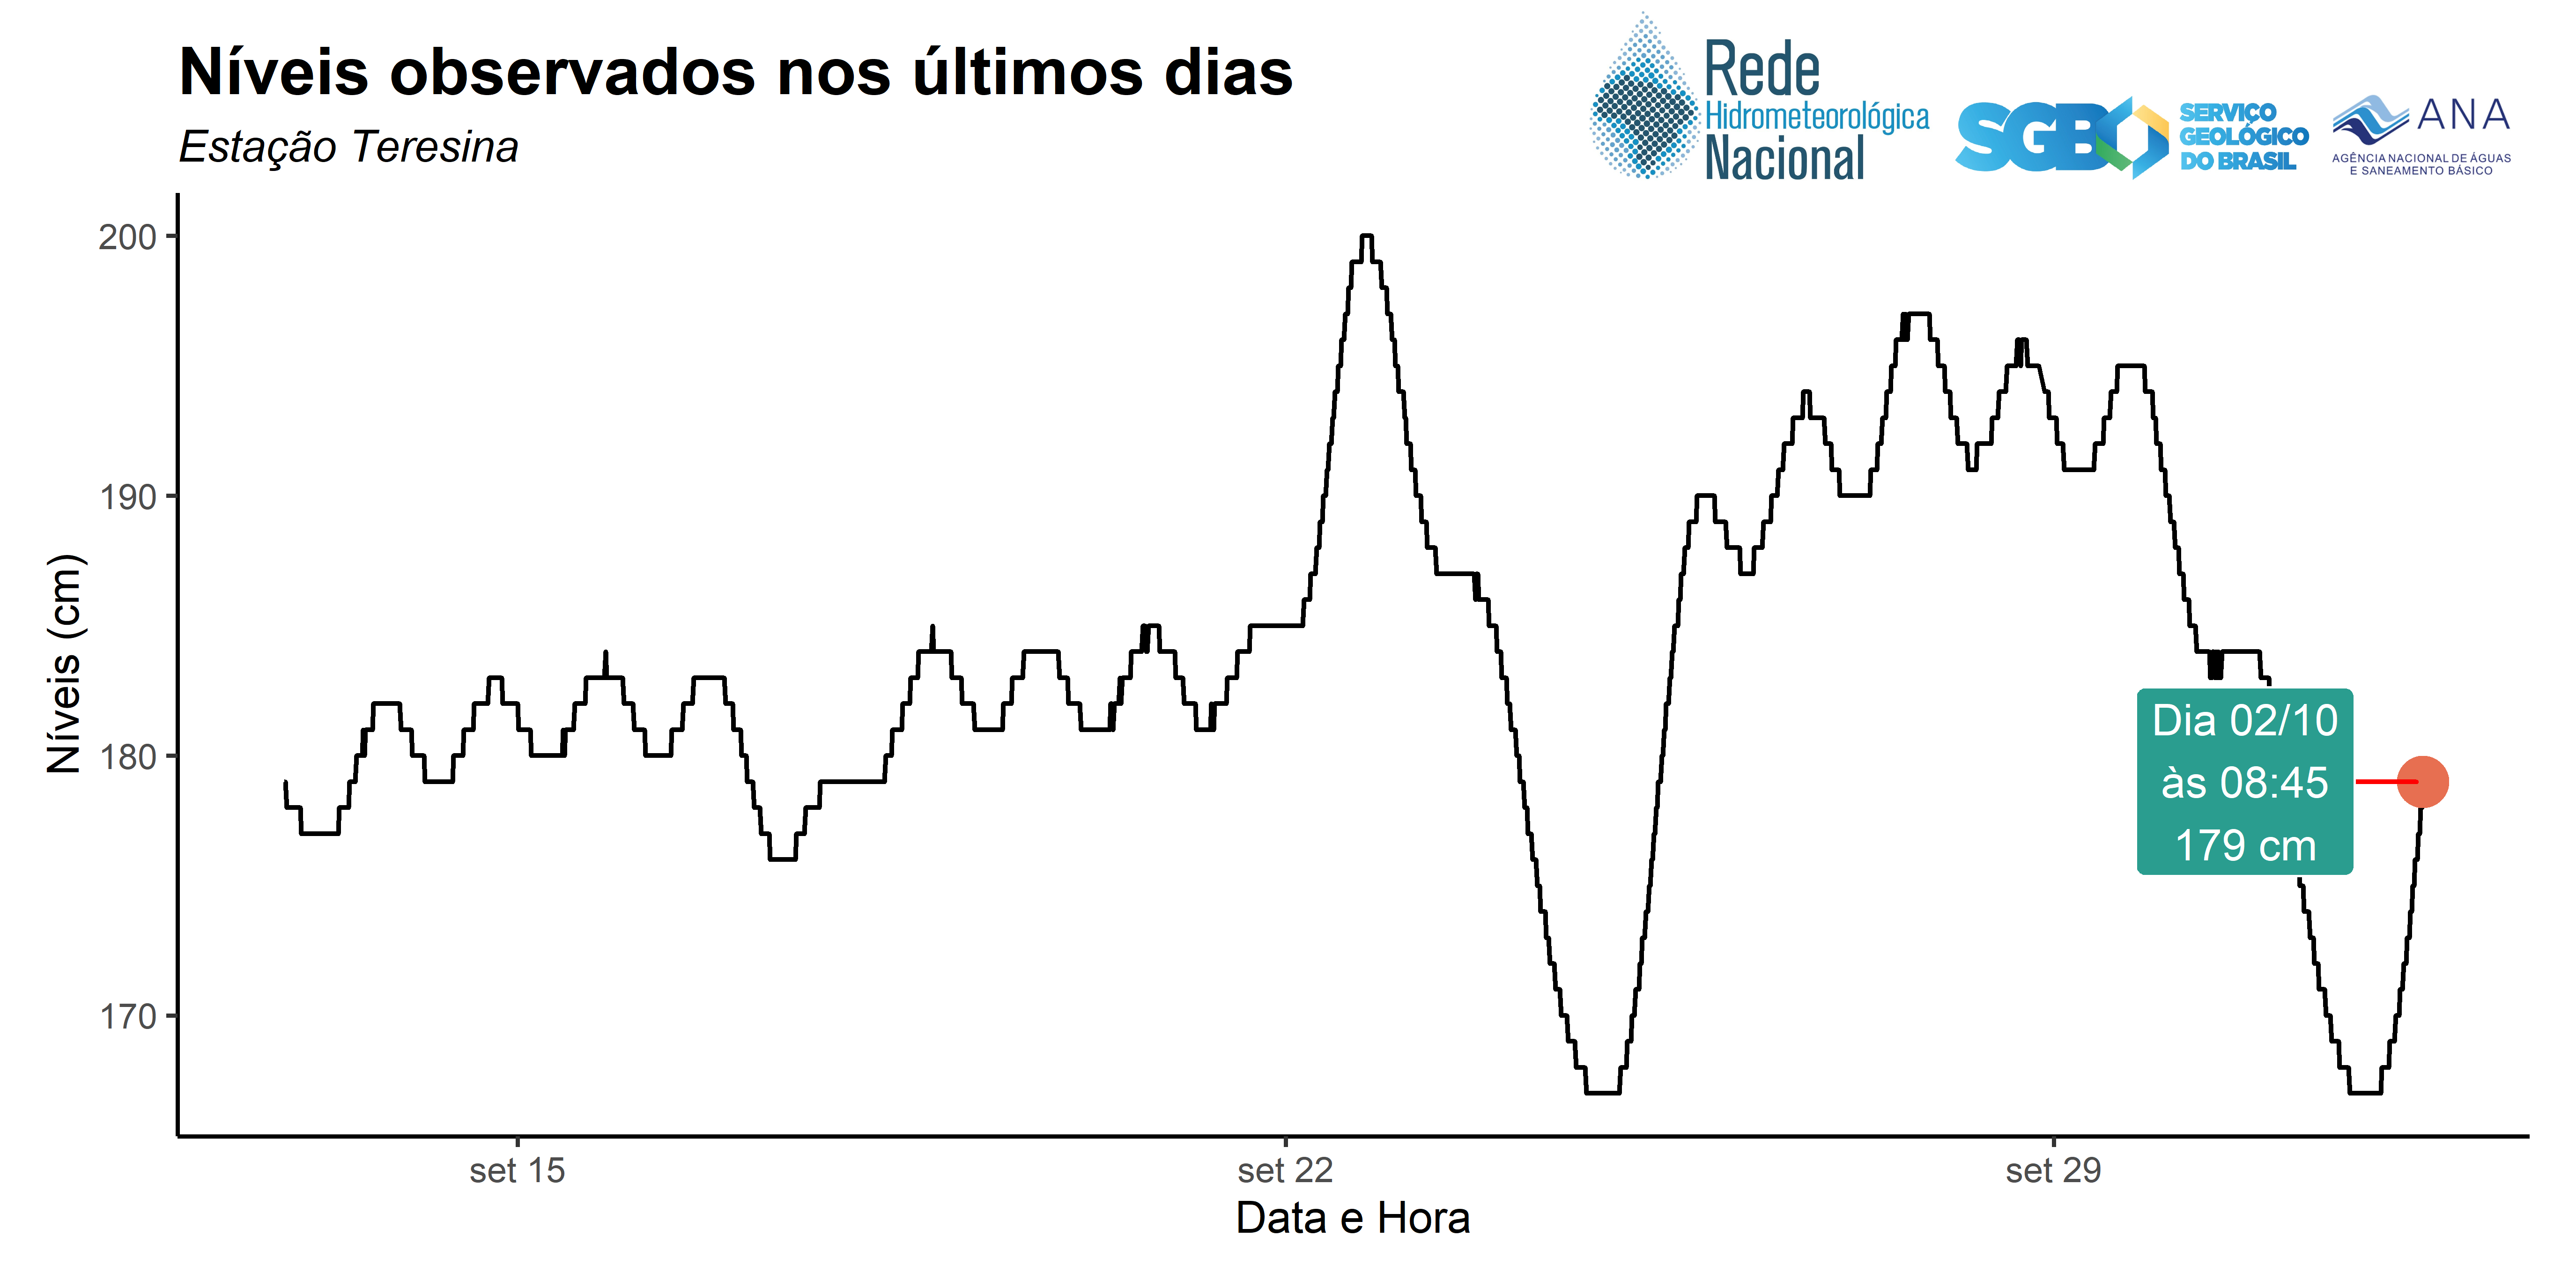 Níveis observados nos últimos dias
Estação Teresina
Rede
Hidrometeorológica
Nacional
SGB
SERVIÇO
GEOLÓGICO
DO BRASIL
ANA
AGÊNCIA NACIONAL DE ÁGUAS
E SANEAMENTO BÁSICO
Níveis (cm)
200
190
180
170
Dia 02/10
às 08:45
179 cm
set 15
set 22
set 29
Data e Hora